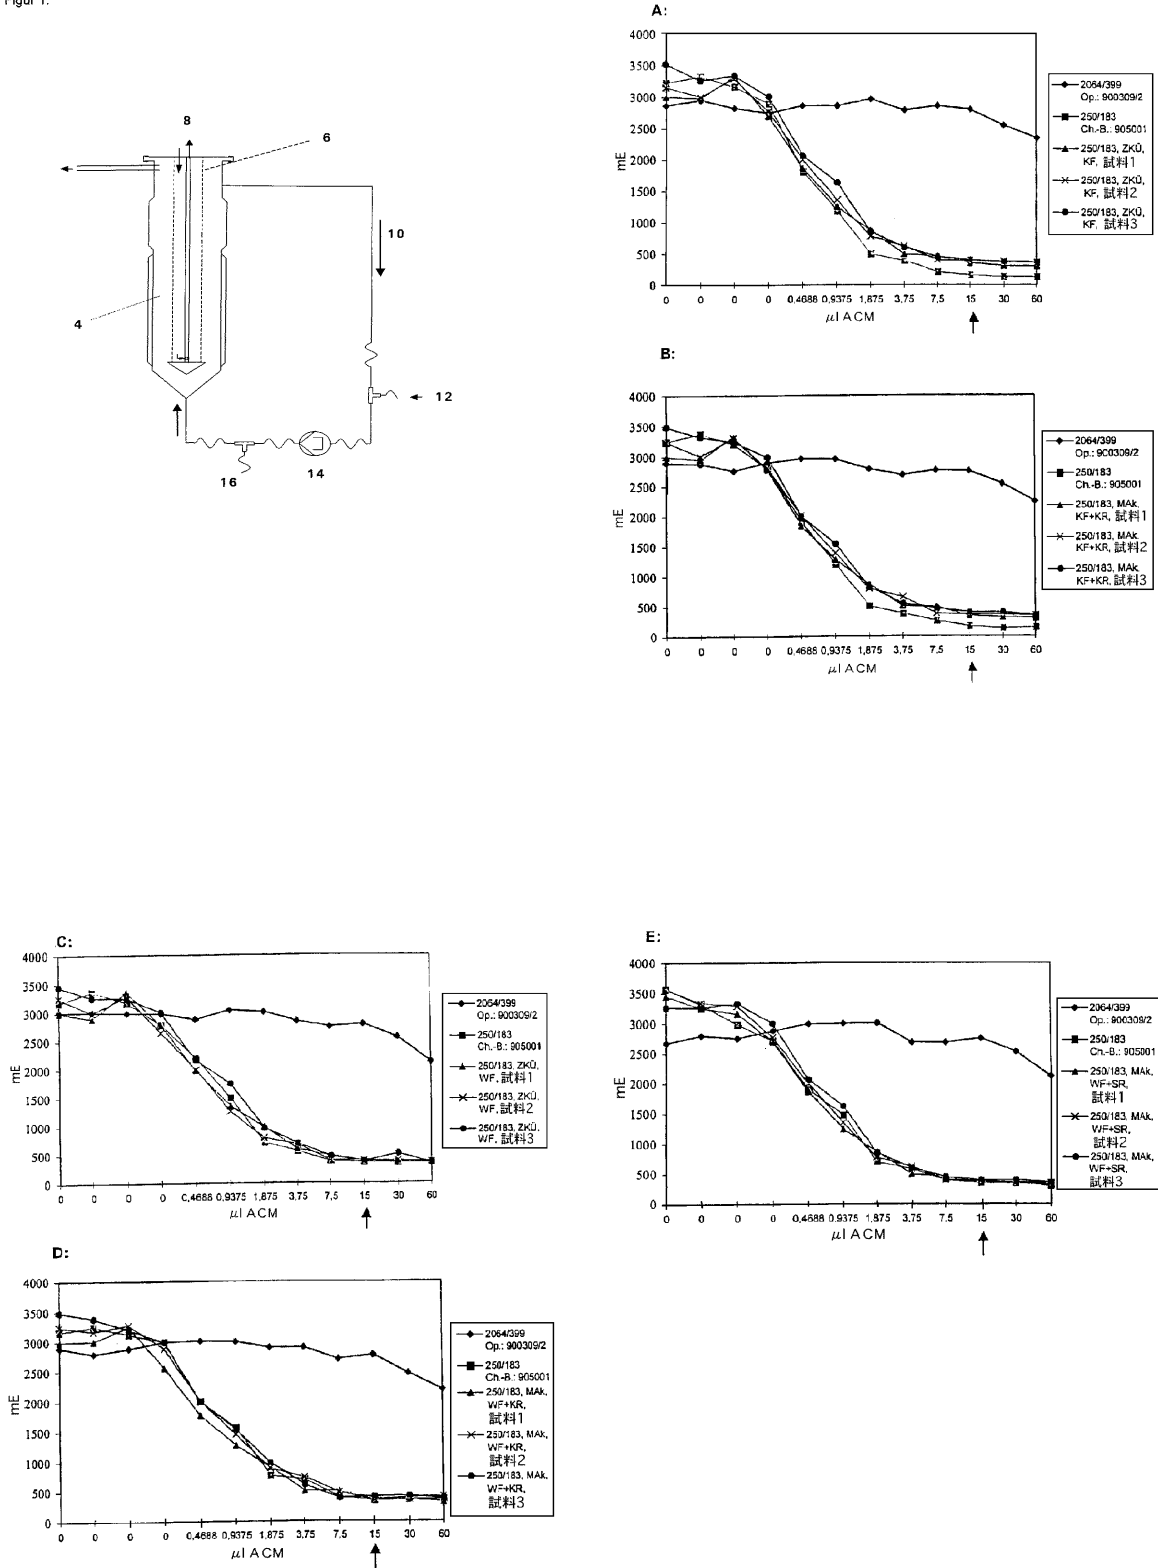 Figur 1.
8
6
10
4
12
14
16
A:
4000
3500
3000
2500
2000
1500
1000
500
0
mE
0 0 0 0 0,4688 0,9375 1,875 3,75 7,5 15 30 60
μl ACM
2064/399
Op.: 900309/2
250/183
Ch.-B.: 905001
250/183, ZKÜ,
KF, 試料1
250/183, ZKÜ,
KF, 試料2
250/183, ZKÜ,
KF, 試料3
B:
4000
3500
3000
2500
2000
1500
1000
500
0
mE
0 0 0 0 0,4688 0,9375 1,875 3,75 7,5 15 30 60
μl ACM
2064/399
Op.: 900309/2
250/183
Ch.-B.: 905001
250/183, MAk,
KF+KR, 試料1
250/183, MAk,
KF+KR, 試料2
250/183, MAk,
KF+KR, 試料3
C:
4000
3500
3000
2500
2000
1500
1000
500
0
mE
0 0 0 0 0,4688 0,9375 1,875 3,75 7,5 15 30 60
μl ACM
2064/399
Op.: 900309/2
250/183
Ch.-B.: 905001
250/183, ZKÜ,
WF, 試料1
250/183, ZKÜ,
WF, 試料2
250/183, ZKÜ,
WF, 試料3
D:
4000
3500
3000
2500
2000
1500
1000
500
0
mE
0 0 0 0 0,4688 0,9375 1,875 3,75 7.5 15 30 60
μl ACM
2064/399
Op.: 900309/2
250/183
Ch.-B.: 905001
250/183, MAk,
WF+KR,
試料1
250/183, MAk,
WF+KR,
試料2
250/183, MAk,
WF+KR,
試料3
E:
4000
3500
3000
2500
2000
1500
1000
500
0
mE
0 0 0 0 0,4688 0,9375 1,875 3,75 7,5 15 30 60
μl ACM
2064/399
Op.: 900309/2
250/183
Ch.-B.: 905001
250/183, MAk,
WF+SR,
試料1
250/183, MAk,
WF+SR,
試料2
250/183, MAk,
WF+SR,
試料3